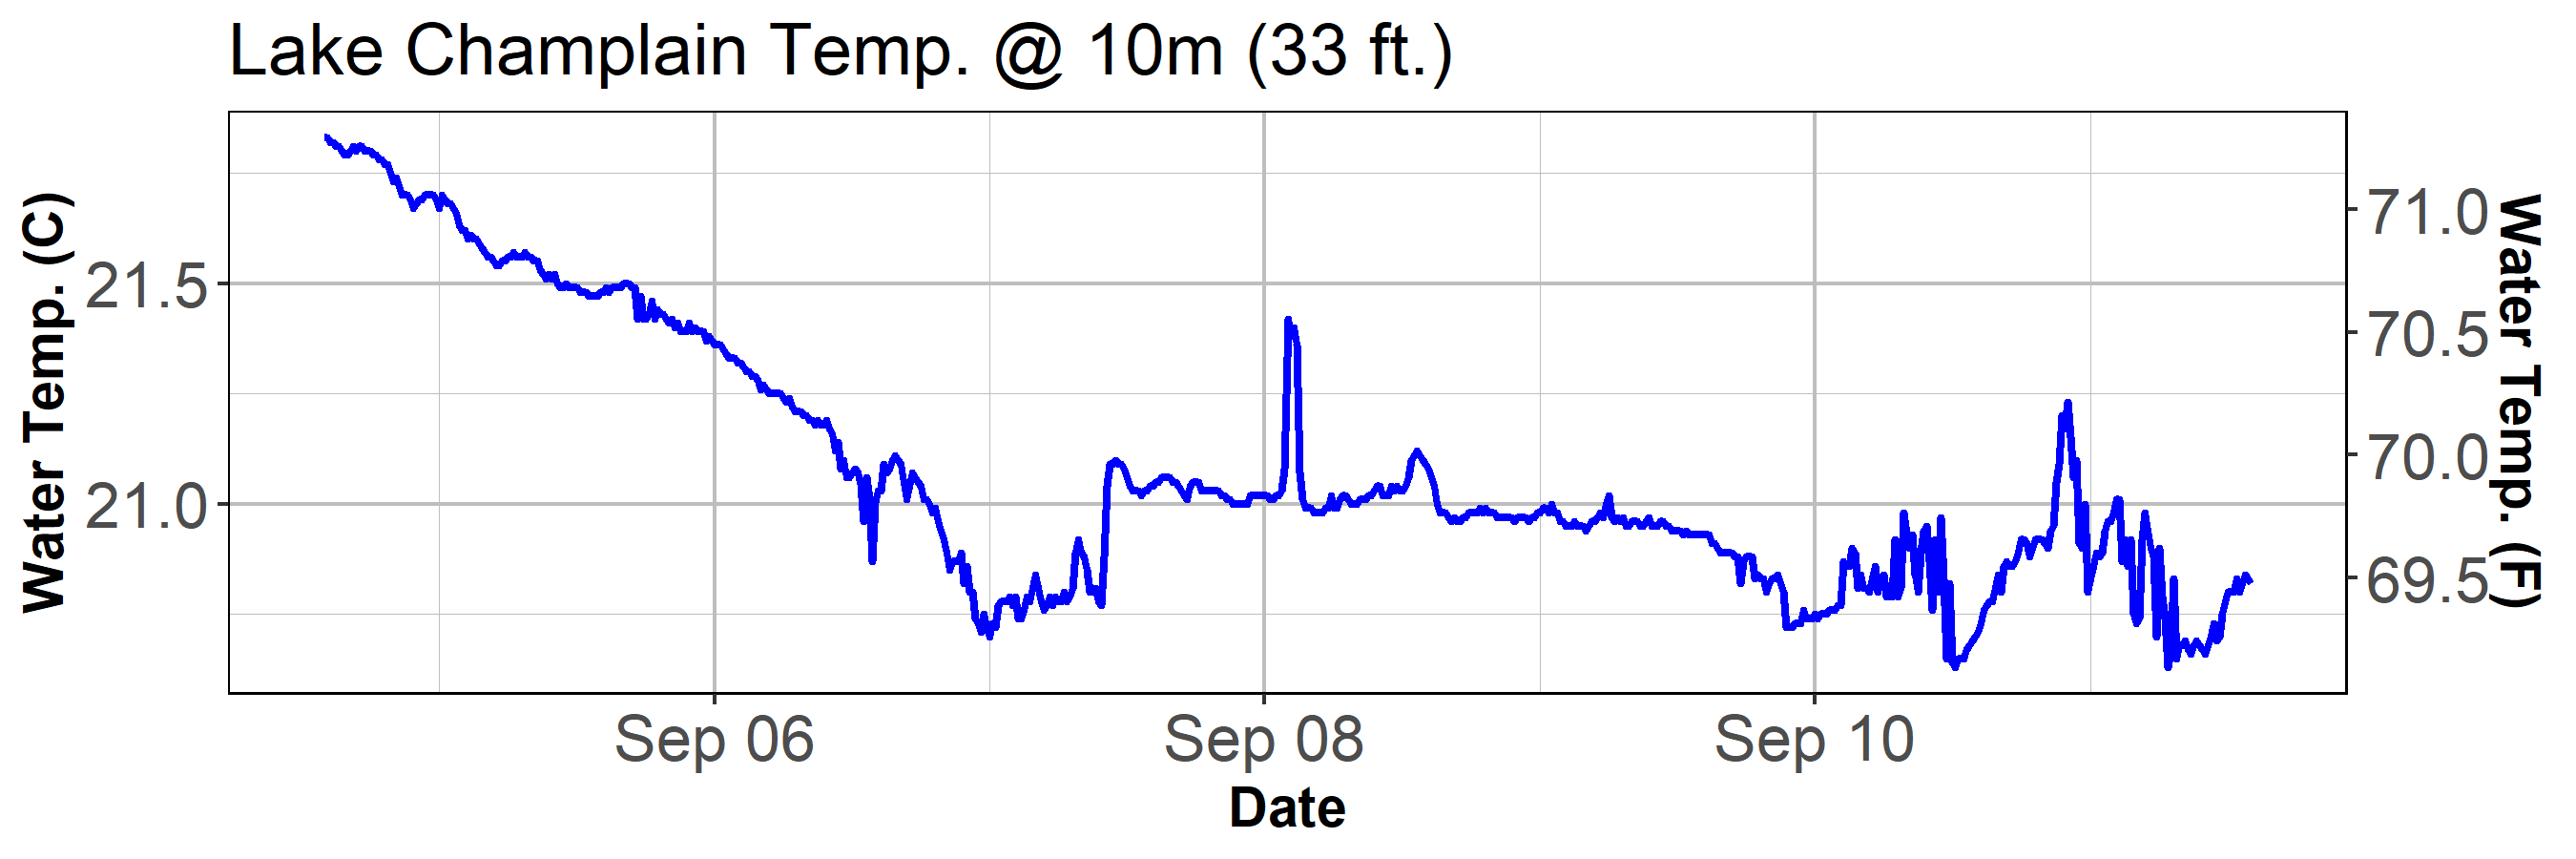 Lake Champlain Temp. @ 10m (33 ft.)
Water Temp. (C)
21.5
21.0
71.0
70.5
70.0
69.5
Water Temp. (F)
Sep 06
Sep 08
Sep 10
Date